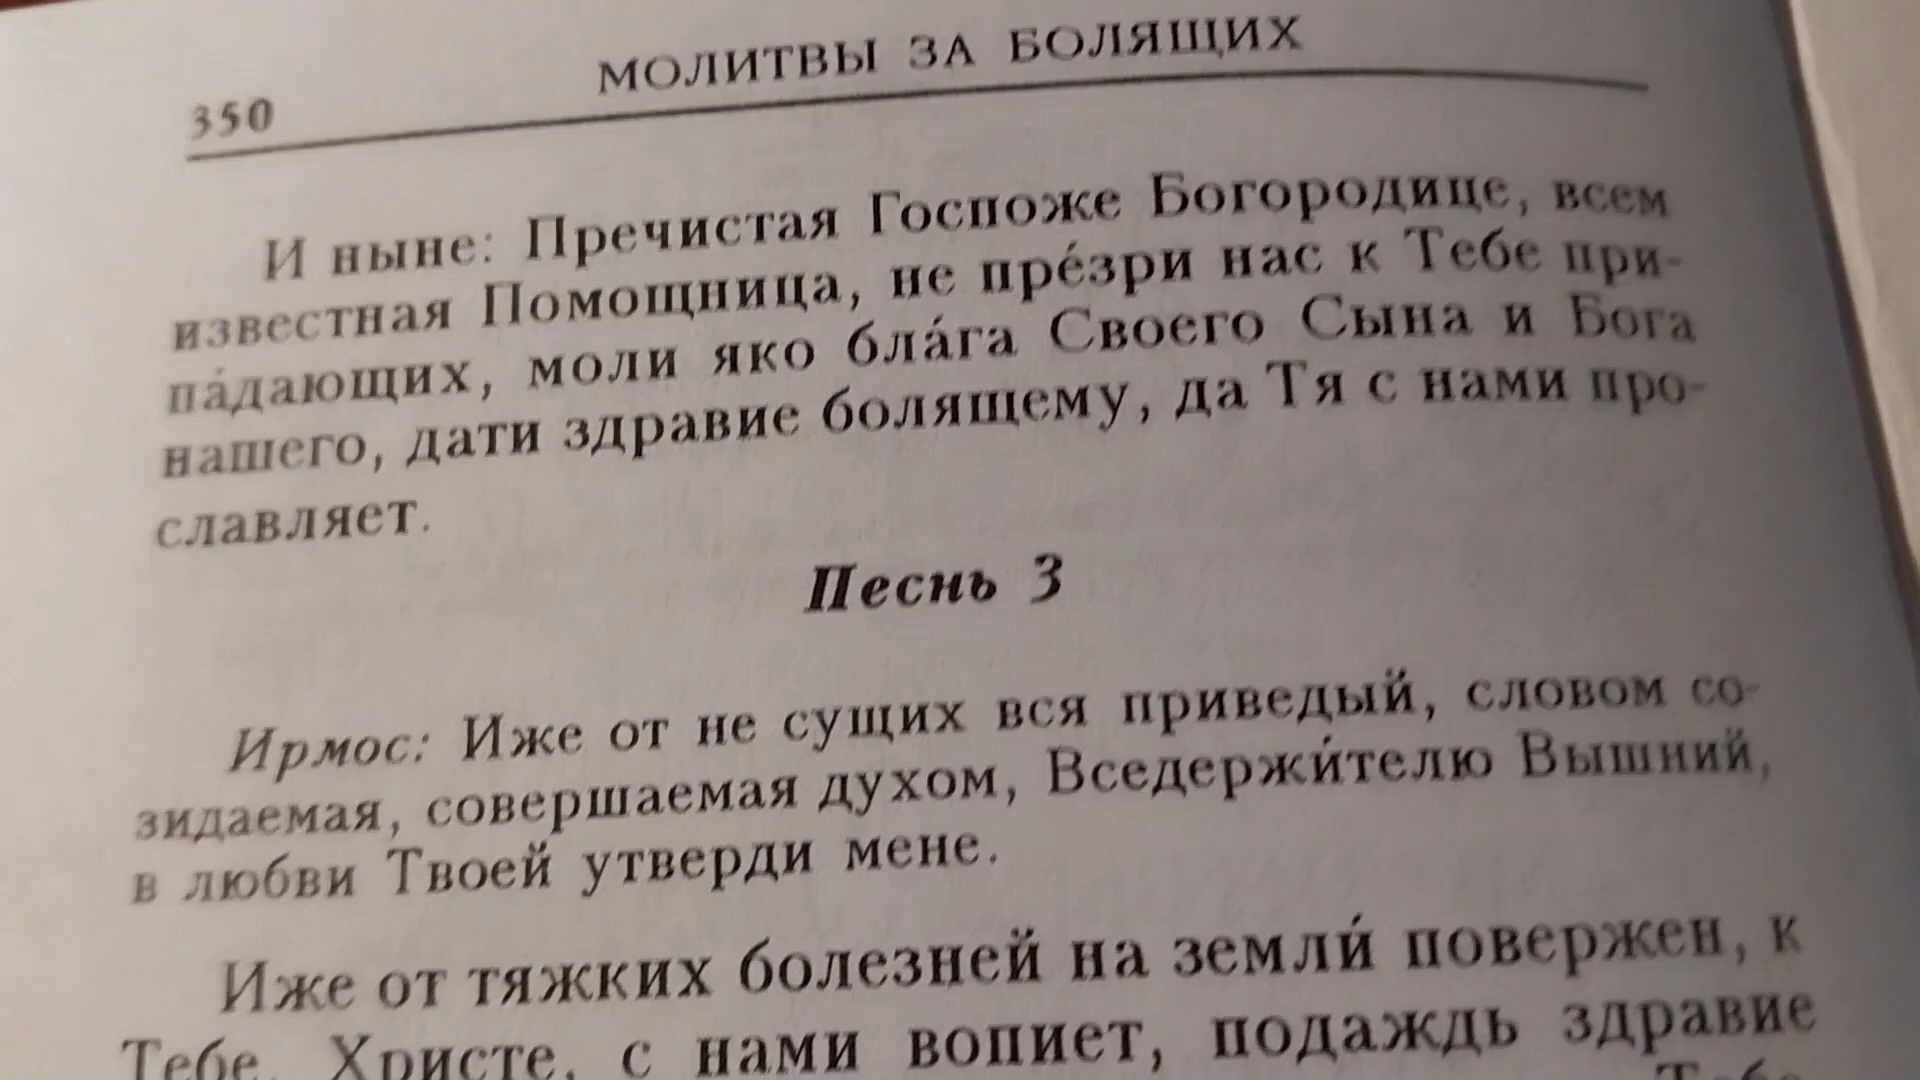 МОЛИТВЫ ЗА БОЛЯЩИХ
350
И ныне: Пречистая Госпоже Богородице, всем
известная Помощница, не пре́зри нас к Тебе при-
па́дающих, моли яко бла́га Своего Сына и Бога
нашего, дати здравие болящему, да Тя с нами про-
славляет.
Песнь 3
Ирмос: Иже от не сущих вся приведый, словом со-
зидаемая, совершаемая духом, Вседержи́телю Вышний,
в любви Твоей утверди мене.
Иже от тяжких болезней на земли́ повержен, к
Тебе, Христе, с нами вопиет, подаждь здравие
Тебе